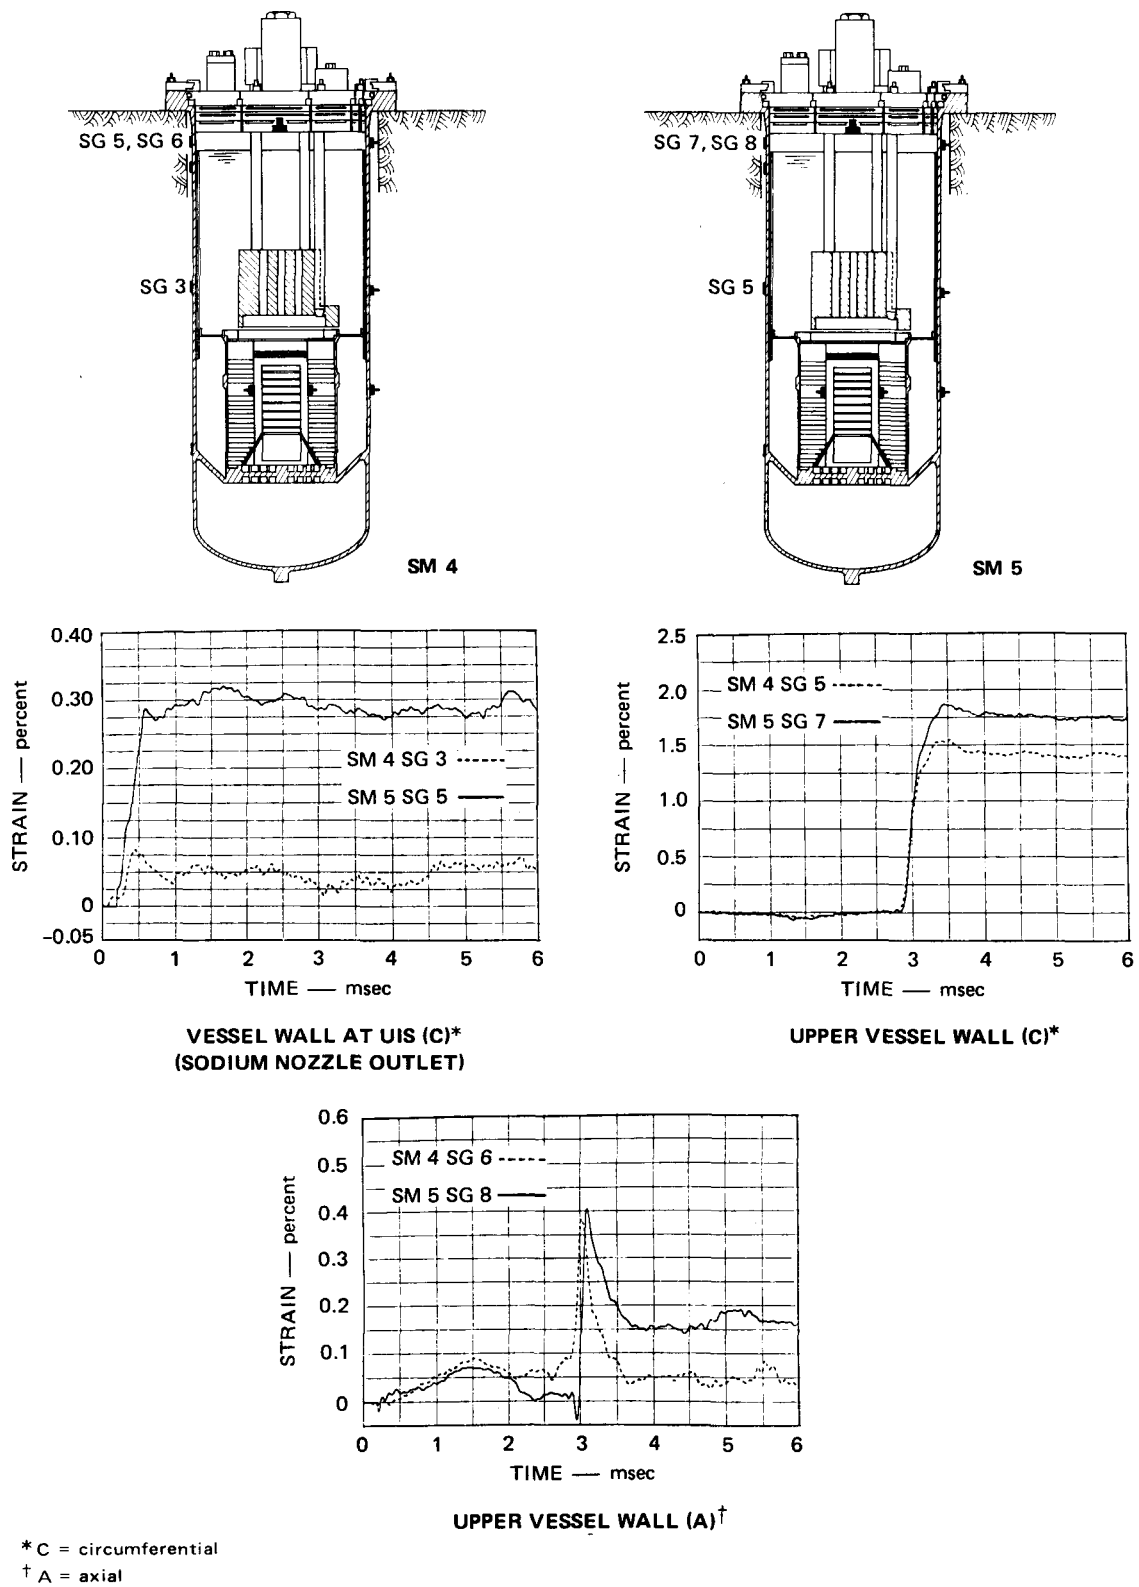 SG 5, SG 6
SG 3
SM 4
SG 7, SG 8
SG 5
SM 5
0.40
0.30
0.20
0.10
0
-0.05
STRAIN — percent
SM 4 SG 3
SM 5 SG 5
0 1 2 3 4 5 6
TIME — msec
VESSEL WALL AT UIS (C)*
(SODIUM NOZZLE OUTLET)
2.5
2.0
1.5
1.0
0.5
0
STRAIN — percent
SM 4 SG 5
SM 5 SG 7
0 1 2 3 4 5 6
TIME — msec
UPPER VESSEL WALL (C)*
0.6
0.5
0.4
0.3
0.2
0.1
0
STRAIN — percent
SM 4 SG 6
SM 5 SG 8
0 1 2 3 4 5 6
TIME — msec
UPPER VESSEL WALL (A)†
* C = circumferential
† A = axial